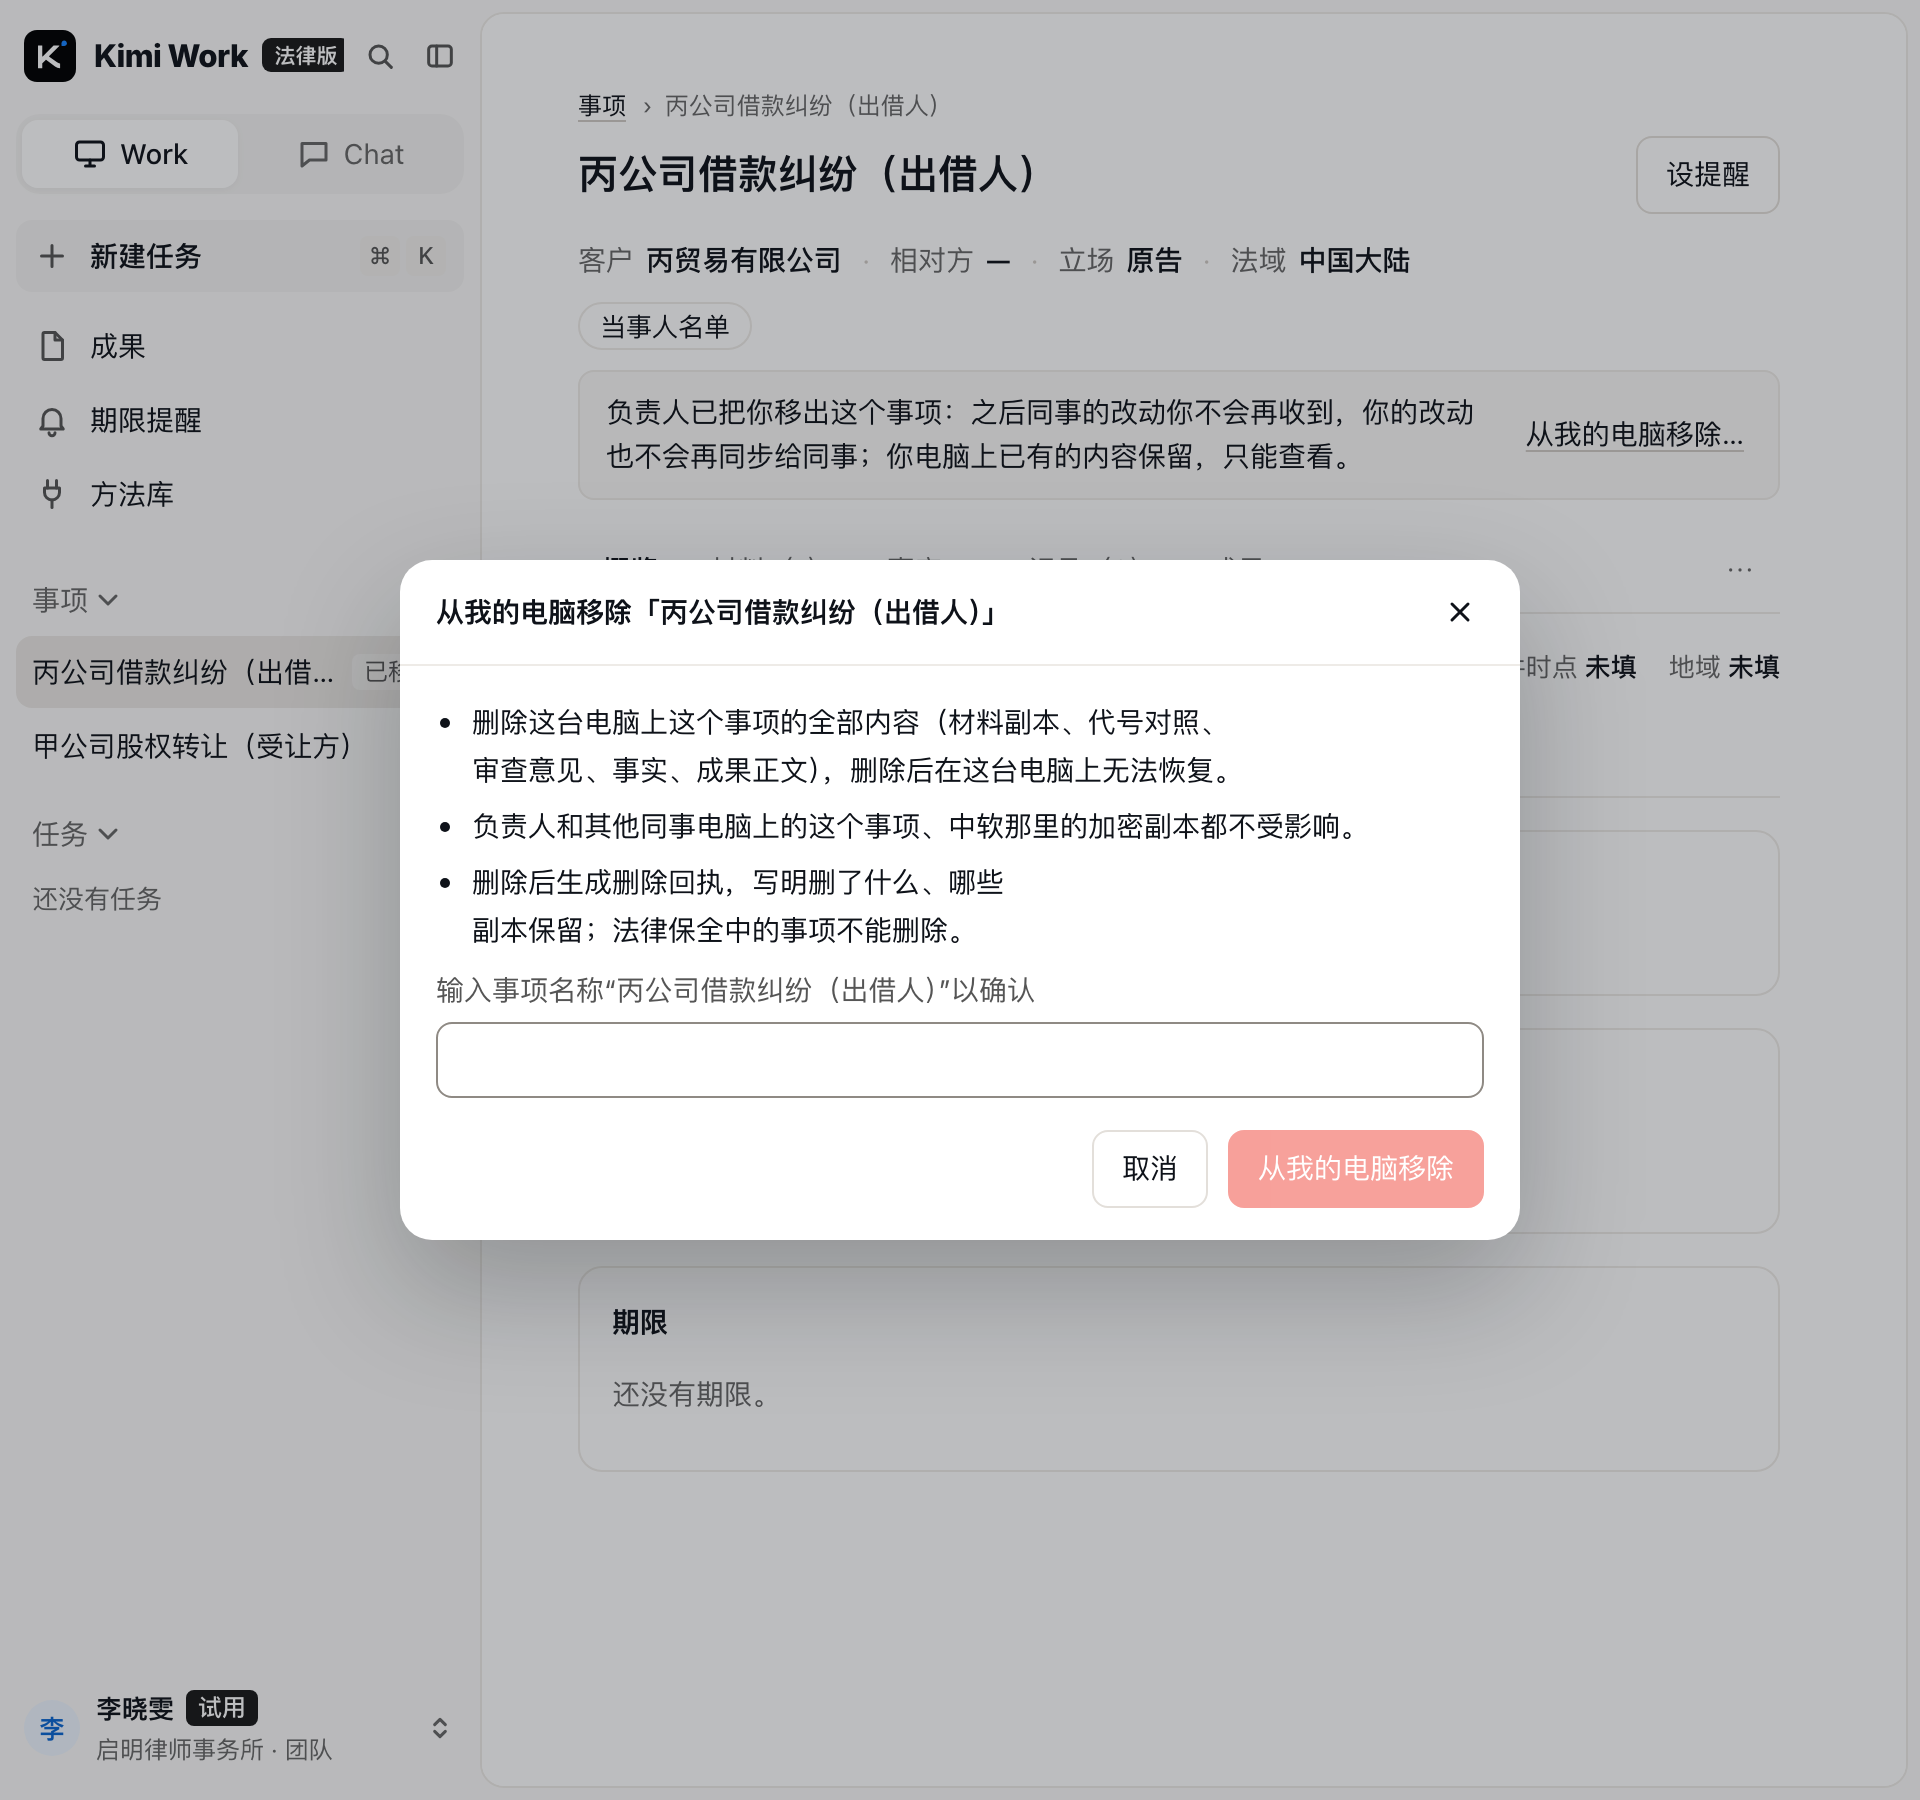 Kimi Work 法律版
Work
Chat
新建任务 ⌘ K
成果
期限提醒
方法库
事项
丙公司借款纠纷（出借...
甲公司股权转让（受让方）
任务
还没有任务
李
李晓雯 试用
启明律师事务所 · 团队
事项 › 丙公司借款纠纷（出借人）
丙公司借款纠纷（出借人）
设提醒
客户 丙贸易有限公司 · 相对方 — · 立场 原告 · 法域 中国大陆
当事人名单
负责人已把你移出这个事项：之后同事的改动你不会再收到，你的改动
也不会再同步给同事；你电脑上已有的内容保留，只能查看。
从我的电脑移除...
...
时点 未填 地域 未填
从我的电脑移除「丙公司借款纠纷（出借人）」
• 删除这台电脑上这个事项的全部内容（材料副本、代号对照、
审查意见、事实、成果正文），删除后在这台电脑上无法恢复。
• 负责人和其他同事电脑上的这个事项、中软那里的加密副本都不受影响。
• 删除后生成删除回执，写明删了什么、哪些
副本保留；法律保全中的事项不能删除。
输入事项名称“丙公司借款纠纷（出借人）”以确认
取消
从我的电脑移除
期限
还没有期限。